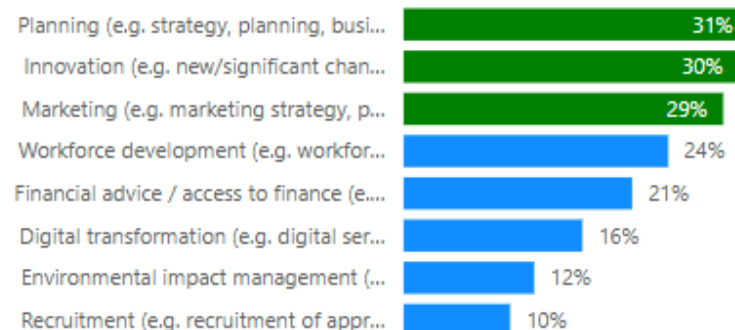 Planning (e.g. strategy, planning, busi... 31%
Innovation (e.g. new/significant chan... 30%
Marketing (e.g. marketing strategy, p... 29%
Workforce development (e.g. workfor... 24%
Financial advice / access to finance (e.... 21%
Digital transformation (e.g. digital ser... 16%
Environmental impact management (... 12%
Recruitment (e.g. recruitment of appr... 10%